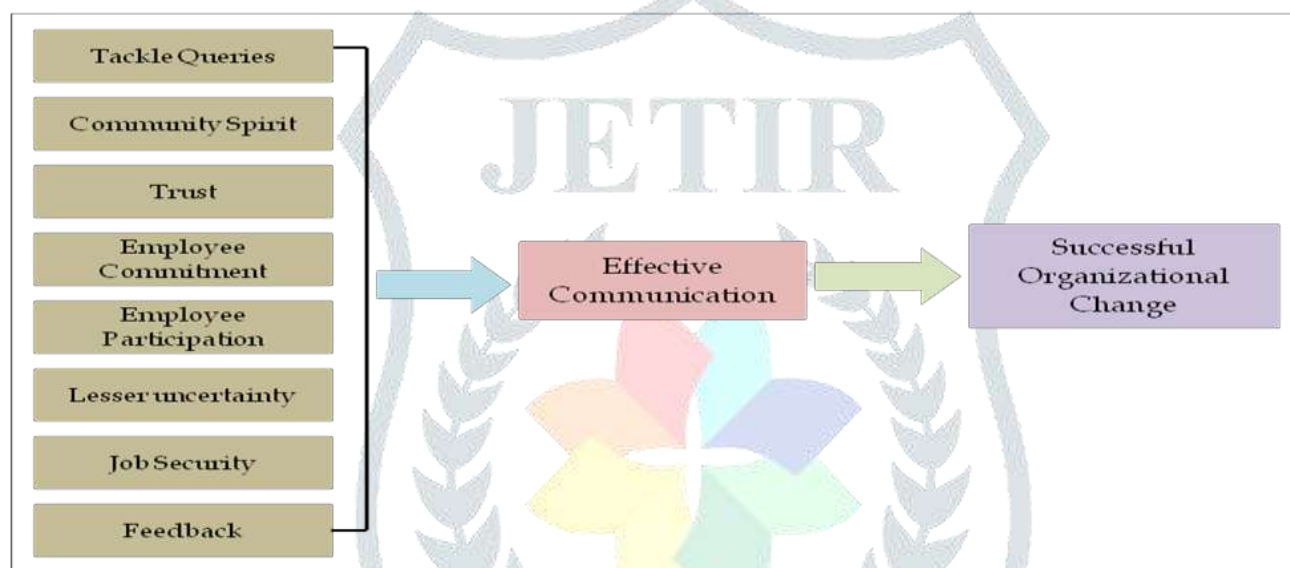 Tackle Queries
Community Spirit
Trust
Employee
Commitment
Employee
Participation
Lesser uncertainty
Job Security
Feedback
JETIR
Effective
Communication
Successful
Organizational
Change